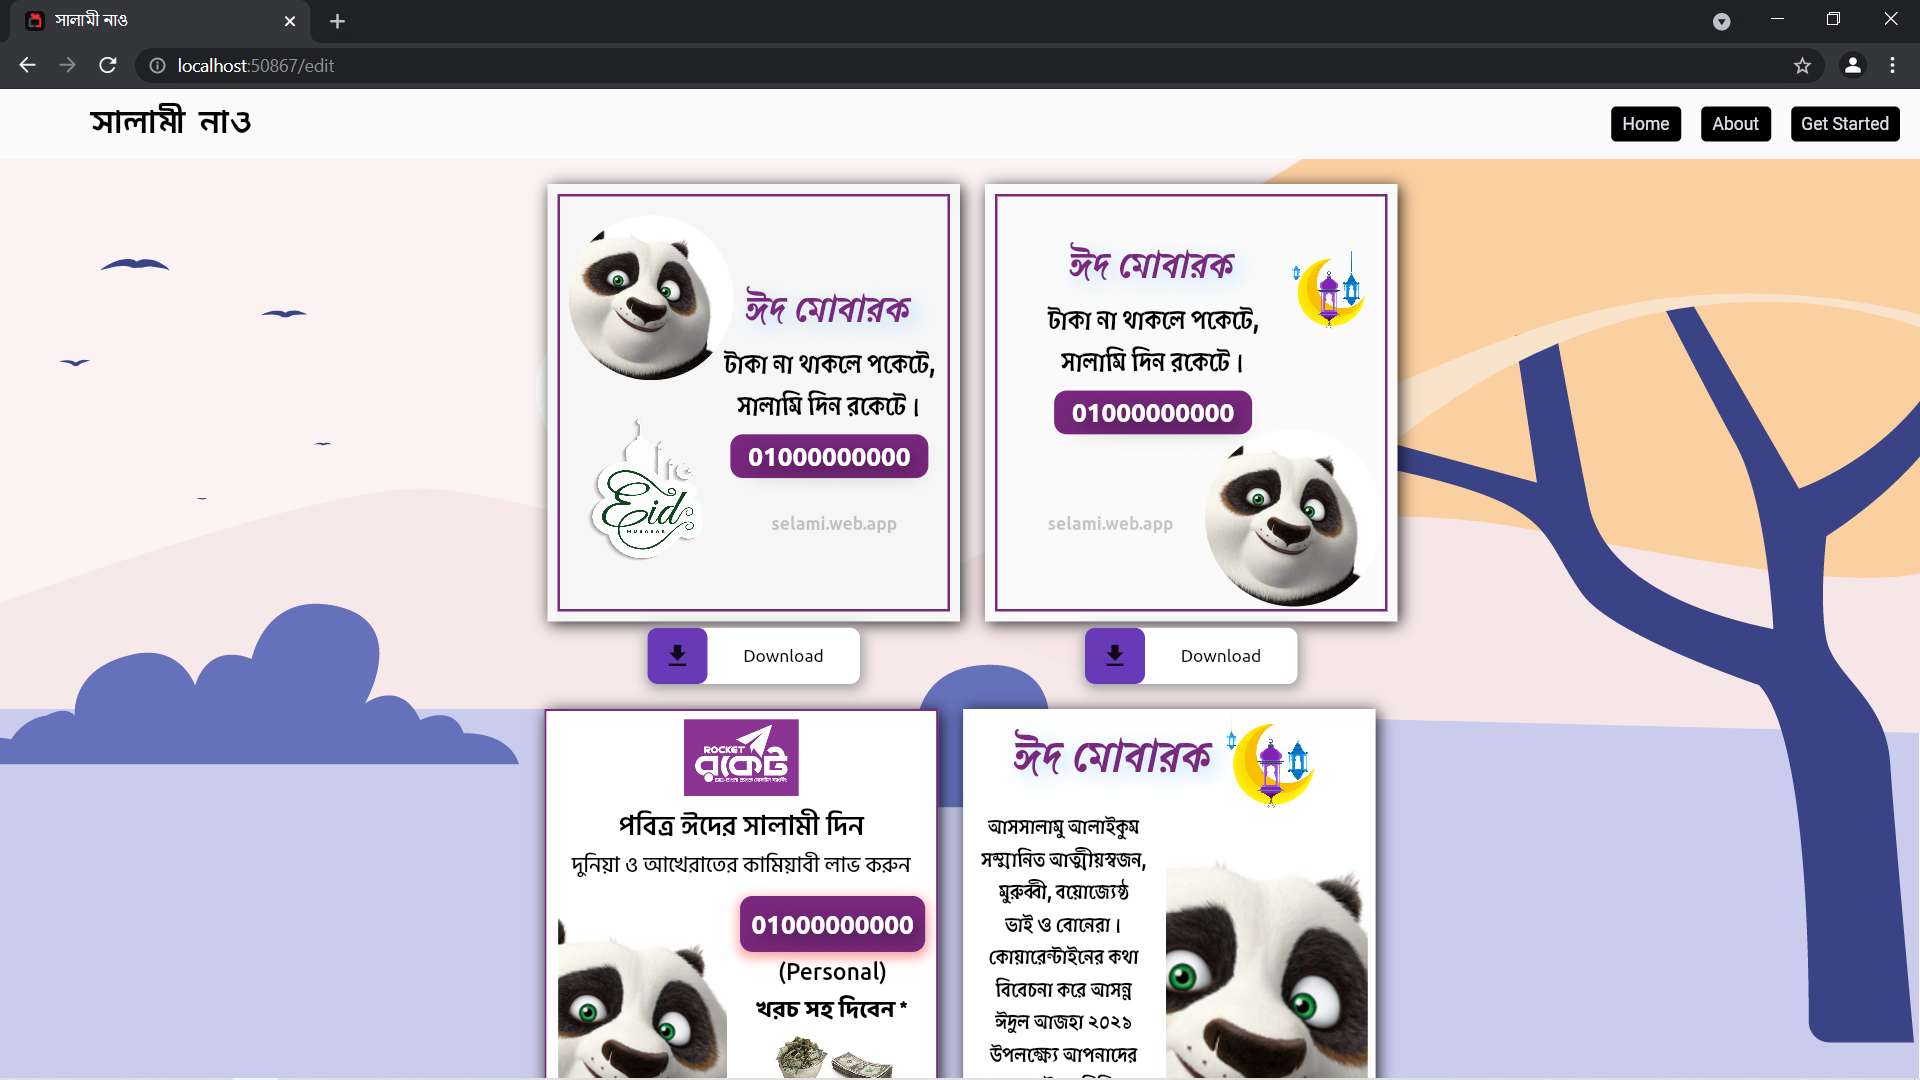 সালামী নাও
localhost:50867/edit
সালামী নাও
Home
About
Get Started
ঈদ মোবারক
টাকা না থাকলে পকেটে,
সালামি দিন রকেটে ।
01000000000
Eid
MUBARAK
selami.web.app
Download
ঈদ মোবারক
টাকা না থাকলে পকেটে,
সালামি দিন রকেটে ।
01000000000
selami.web.app
Download
ROCKET
রকেট
পবিত্র ঈদের সালামী দিন
দুনিয়া ও আখেরাতের কামিয়াবী লাভ করুন
01000000000
(Personal)
খরচ সহ দিবেন *
ঈদ মোবারক
আসসালামু আলাইকুম
সম্মানিত আত্মীয়স্বজন,
মুরুব্বী, বয়োজ্যেষ্ঠ
ভাই ও বোনেরা ।
কোয়ারেন্টাইনের কথা
বিবেচনা করে আসন্ন
ঈদুল আজহা ২০২১
উপলক্ষ্যে আপনাদের